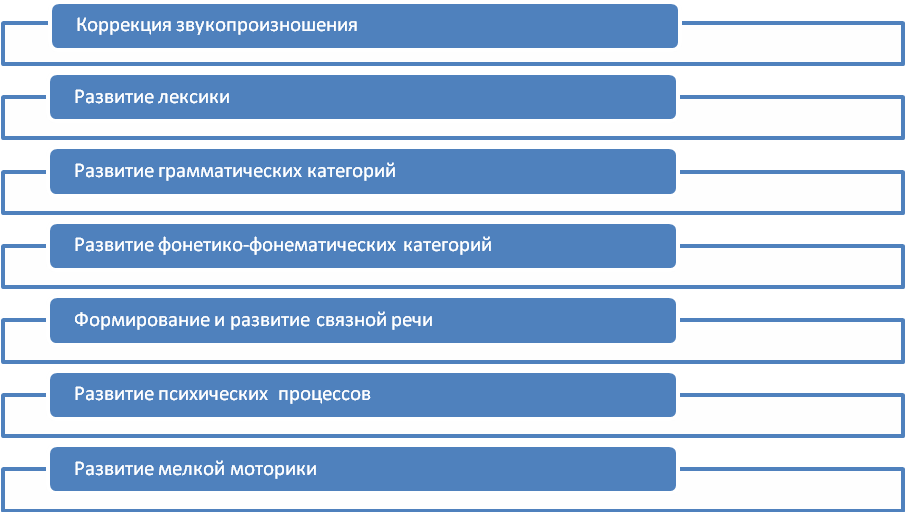 Коррекция звукопроизношения
Развитие лексики
Развитие грамматических категорий
Развитие фонетико-фонематических категорий
Формирование и развитие связной речи
Развитие психических процессов
Развитие мелкой моторики